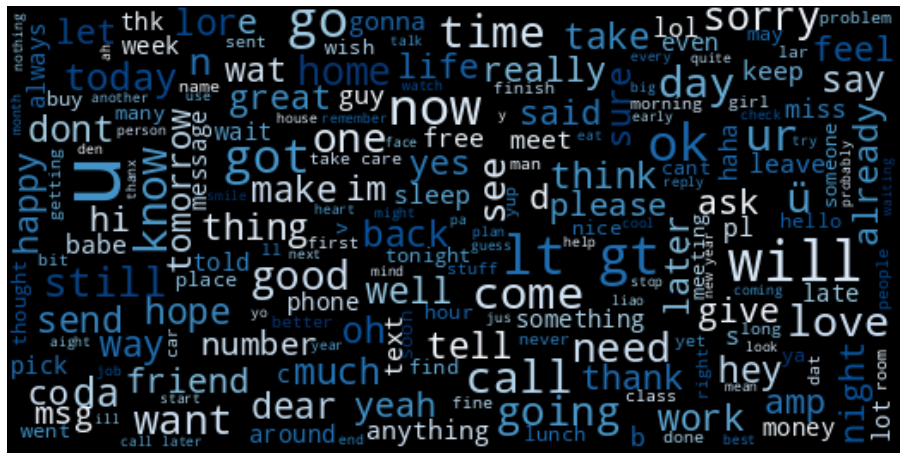 nothing
always
let
thk
week
lore
sent
go
gonna
wish
talk
time
take
lol
even
sorry
problem
may
lar
feel
ah
today
n
wat
home
life
really
finish
every
quite
day
keep
say
month
buy
another
many
name
use
great
guy
watch
now
said
sure
big
morning
early
girl
check
miss
dont
person
den
tomorrow
message
wait
house
remember
y
one
free
meet
eat
ok
ur
haha
leave
try
someone
probably
already
waiting
happy
getting
u
thanx
know
got
take care
face
yes
man
think
cant
reply
smile
make
im
sleep
see
yup
d
please
ask
ü
hello
hi
babe
thing
heart
>
first
might
back
pa
plan
guess
nice
cool
help
later
meeting
new year
pl
will
people
bit
told
ll
next
tonight
stuff
lt
gt
stop
coming
late
thought
still
place
good
mind
phone
well
come
liao
give
love
send
hope
yo
better
soon
oh
text
hour
jus
something
s
long
yet
look
aight
way
car
number
year
tell
never
need
right
hey
ya
dat
room
pick
job
friend
c
much
find
call
thank
class
mean
night
lot
coda
msg
ill
start
want
dear
yeah
fine
going
work
amp
money
went
call later
around
end
anything
lunch
b
done
best